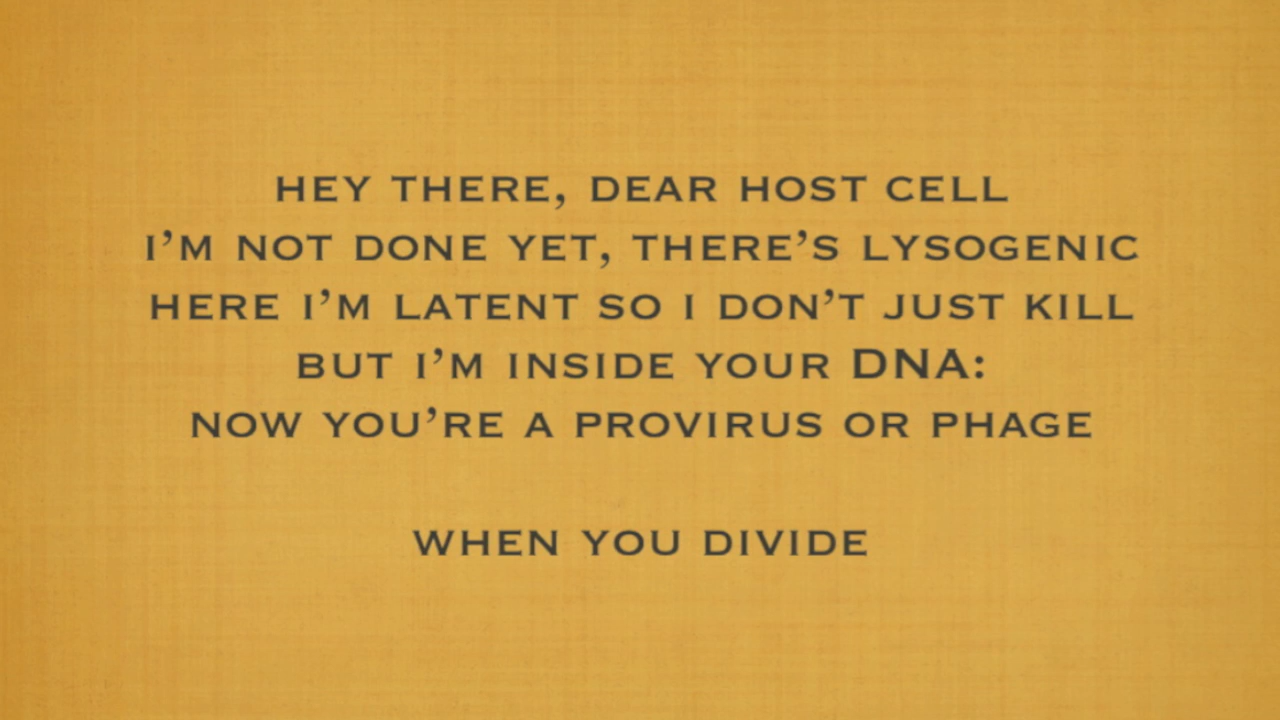 HEY THERE, DEAR HOST CELL
I’M NOT DONE YET, THERE’S LYSOGENIC
HERE I’M LATENT SO I DON’T JUST KILL
BUT I’M INSIDE YOUR DNA:
NOW YOU’RE A PROVIRUS OR PHAGE
WHEN YOU DIVIDE